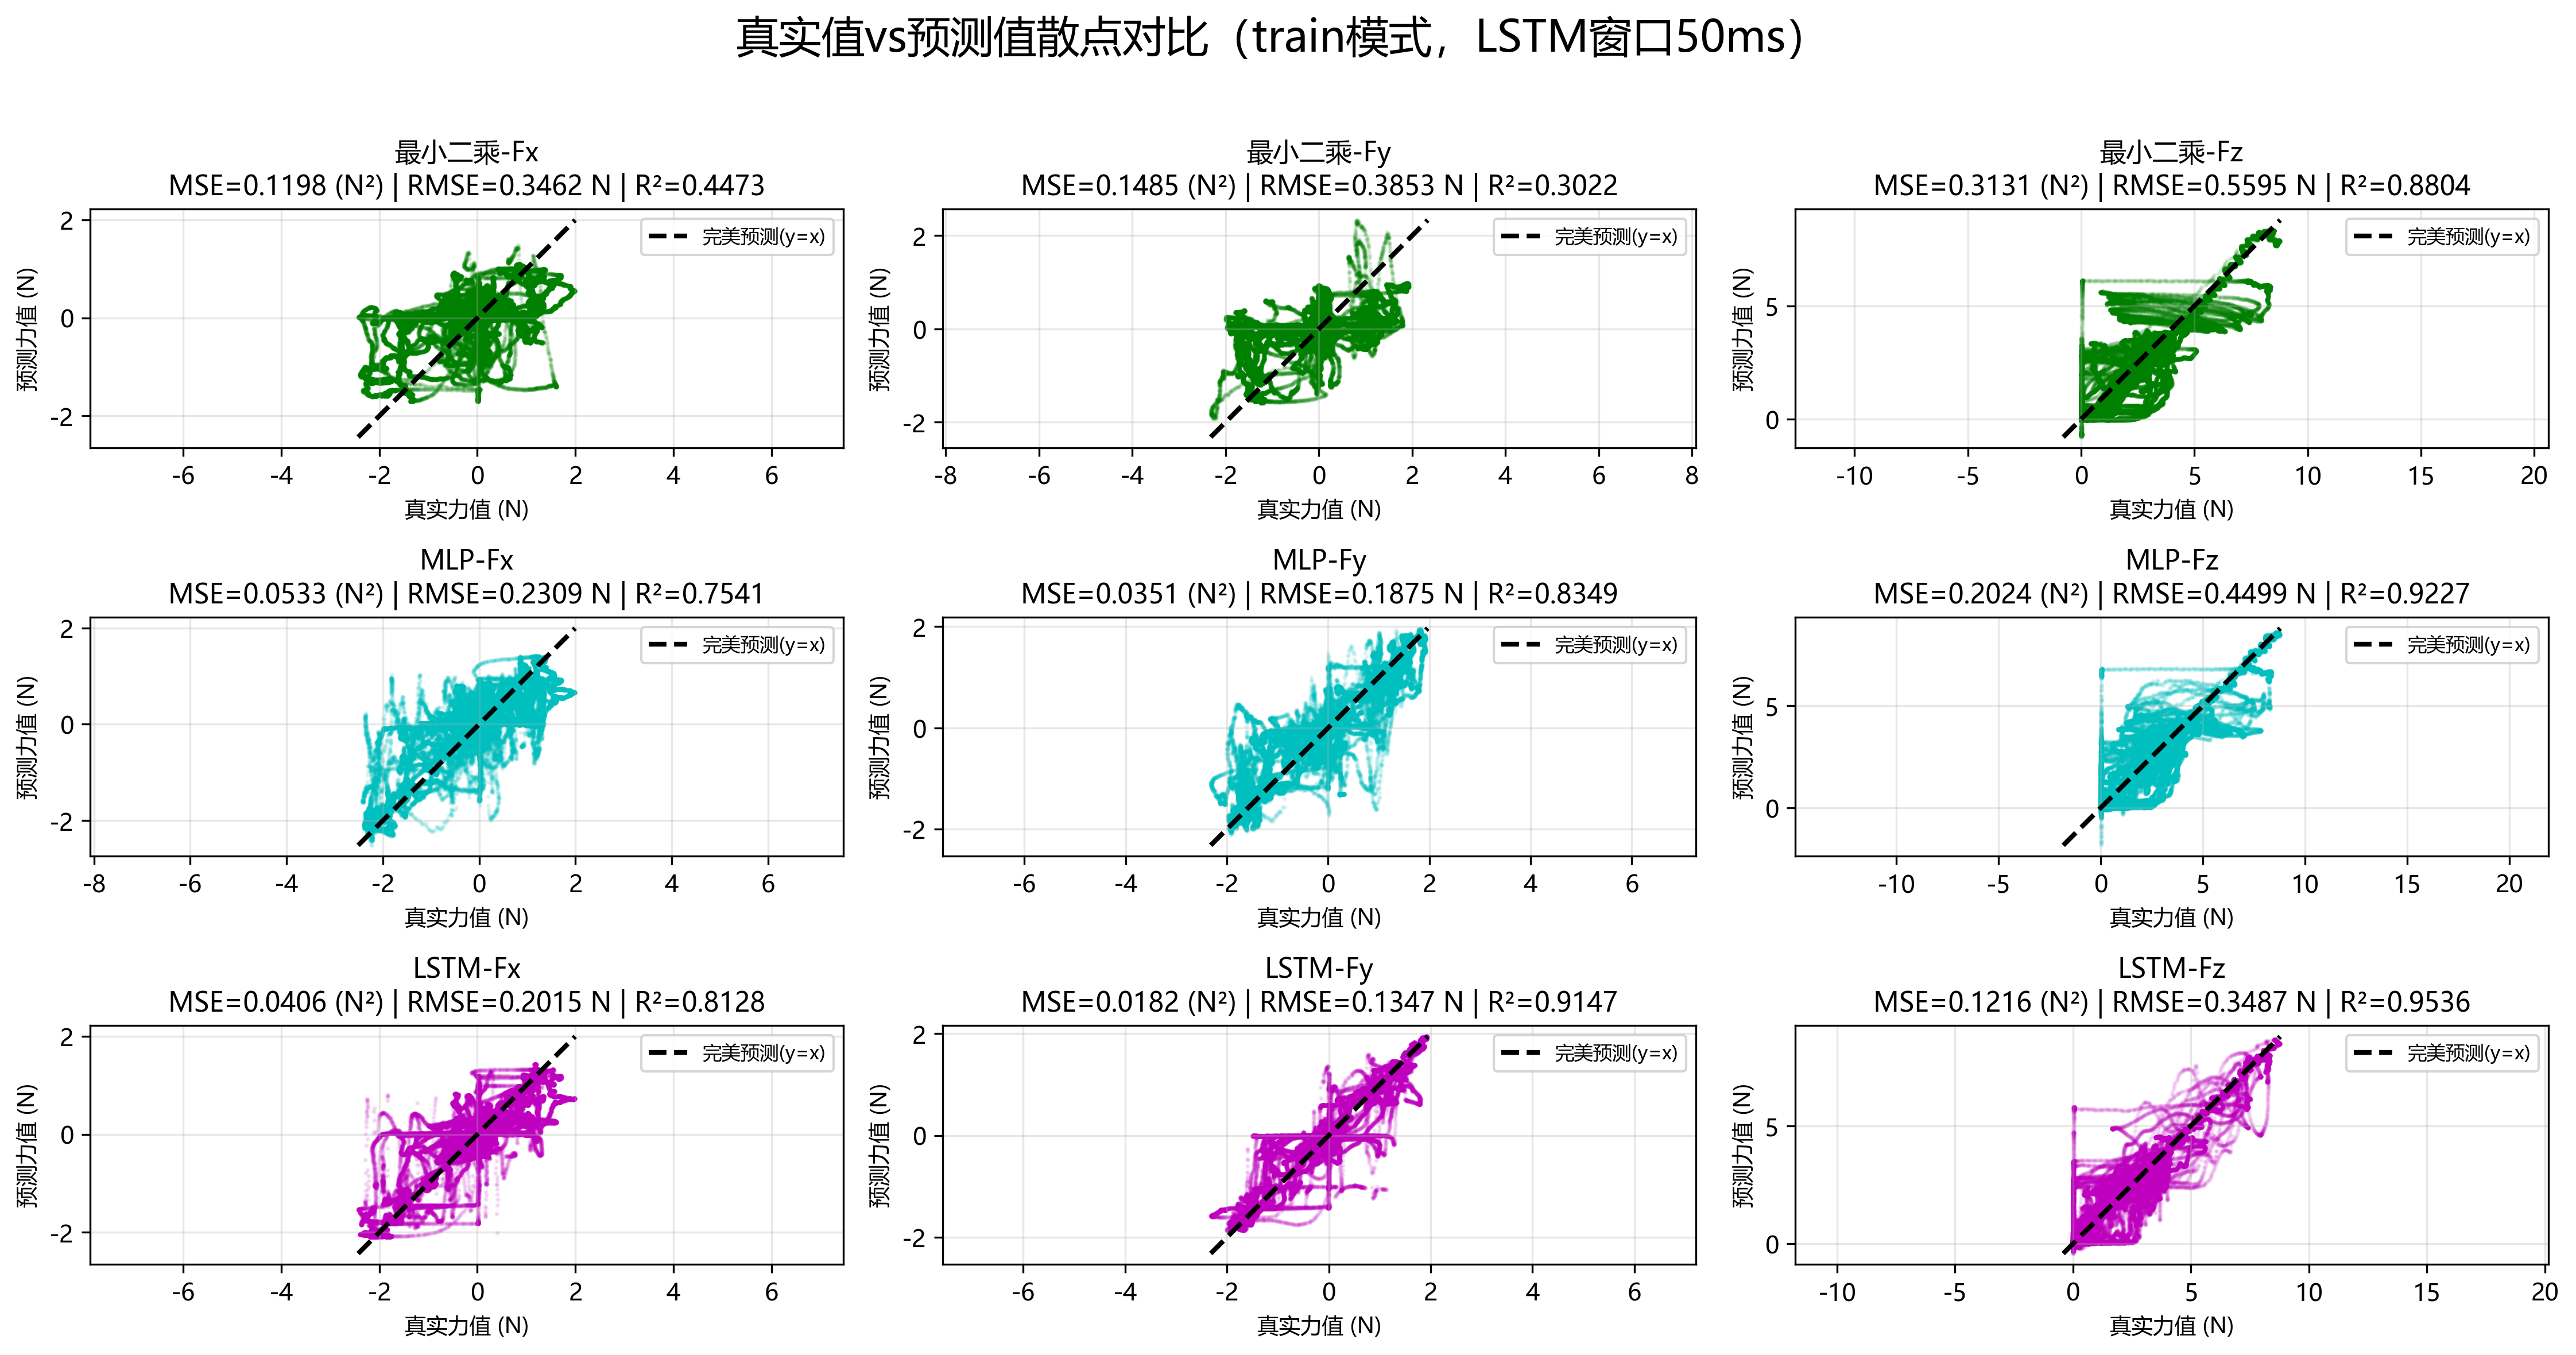 真实值vs预测值散点对比（train模式，LSTM窗口50ms）
最小二乘-Fx
MSE=0.1198 (N²) | RMSE=0.3462 N | R²=0.4473
完美预测(y=x)
预测力值 (N)
2
0
-2
-6 -4 -2 0 2 4 6
真实力值 (N)
最小二乘-Fy
MSE=0.1485 (N²) | RMSE=0.3853 N | R²=0.3022
完美预测(y=x)
预测力值 (N)
2
0
-2
-8 -6 -4 -2 0 2 4 6 8
真实力值 (N)
最小二乘-Fz
MSE=0.3131 (N²) | RMSE=0.5595 N | R²=0.8804
完美预测(y=x)
预测力值 (N)
5
0
-10 -5 0 5 10 15 20
真实力值 (N)
MLP-Fx
MSE=0.0533 (N²) | RMSE=0.2309 N | R²=0.7541
完美预测(y=x)
预测力值 (N)
2
0
-2
-8 -6 -4 -2 0 2 4 6
真实力值 (N)
MLP-Fy
MSE=0.0351 (N²) | RMSE=0.1875 N | R²=0.8349
完美预测(y=x)
预测力值 (N)
2
0
-2
-6 -4 -2 0 2 4 6
真实力值 (N)
MLP-Fz
MSE=0.2024 (N²) | RMSE=0.4499 N | R²=0.9227
完美预测(y=x)
预测力值 (N)
5
0
-10 -5 0 5 10 15 20
真实力值 (N)
LSTM-Fx
MSE=0.0406 (N²) | RMSE=0.2015 N | R²=0.8128
完美预测(y=x)
预测力值 (N)
2
0
-2
-6 -4 -2 0 2 4 6
真实力值 (N)
LSTM-Fy
MSE=0.0182 (N²) | RMSE=0.1347 N | R²=0.9147
完美预测(y=x)
预测力值 (N)
2
0
-2
-6 -4 -2 0 2 4 6
真实力值 (N)
LSTM-Fz
MSE=0.1216 (N²) | RMSE=0.3487 N | R²=0.9536
完美预测(y=x)
预测力值 (N)
5
0
-10 -5 0 5 10 15 20
真实力值 (N)